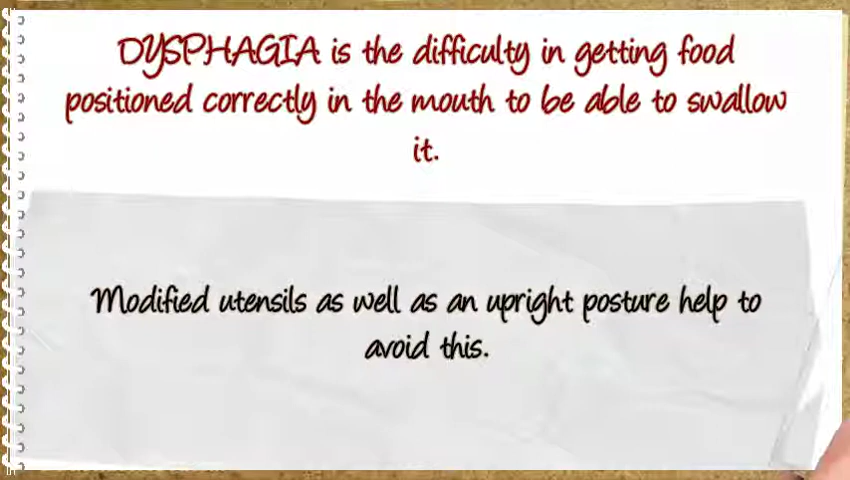 DYSPHAGIA is the difficulty in getting food
positioned correctly in the mouth to be able to swallow
it.
Modified utensils as well as an upright posture help to
avoid this.